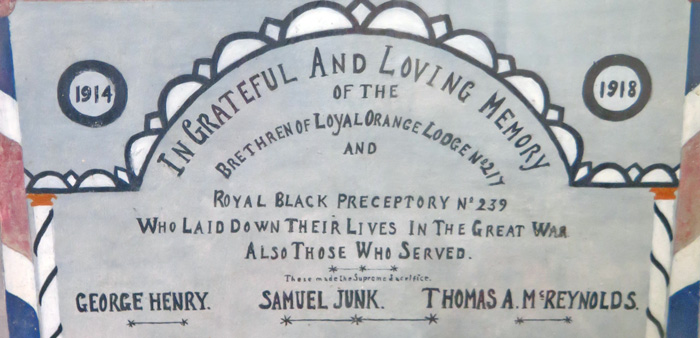 1914
1918
IN GRATEFUL AND LOVING MEMORY
OF THE
BRETHREN OF LOYAL ORANGE LODGE Nº 217
AND
ROYAL BLACK PRECEPTORY Nº 239
WHO LAID DOWN THEIR LIVES IN THE GREAT WAR
ALSO THOSE WHO SERVED.
These made the Supreme Sacrifice.
GEORGE HENRY. SAMUEL JUNK. THOMAS A. McREYNOLDS.